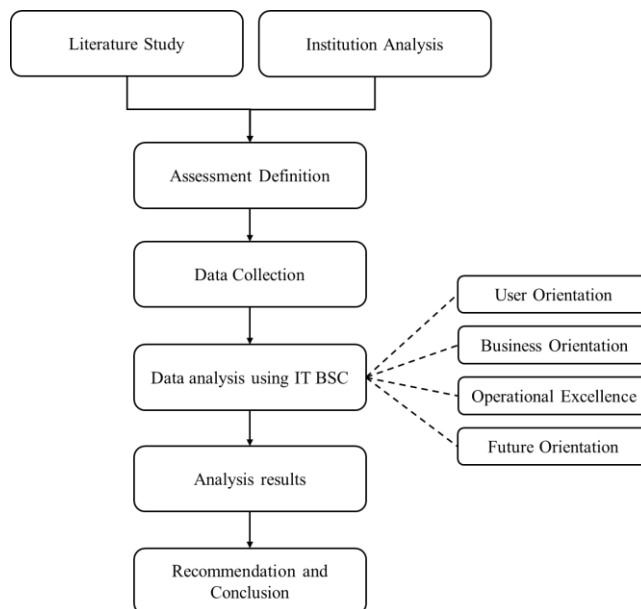 Literature Study
Institution Analysis
Assessment Definition
Data Collection
User Orientation
Business Orientation
Data analysis using IT BSC
Operational Excellence
Future Orientation
Analysis results
Recommendation and
Conclusion